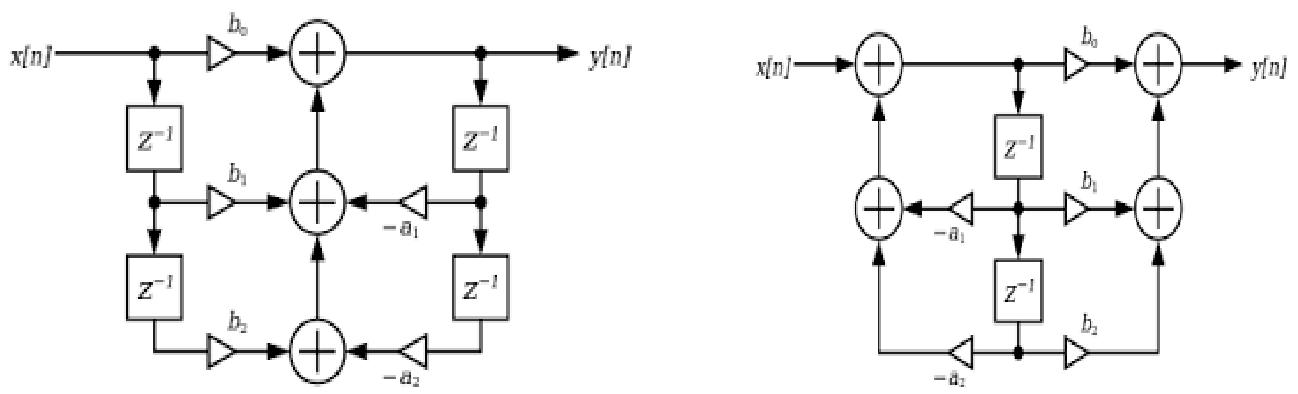 x[n] b₀ y[n]
Z⁻¹ Z⁻¹
b₁ -a₁
Z⁻¹ Z⁻¹
b₂ -a₂
x[n] b₀ y[n]
Z⁻¹
-a₁ b₁
Z⁻¹
-a₂ b₂